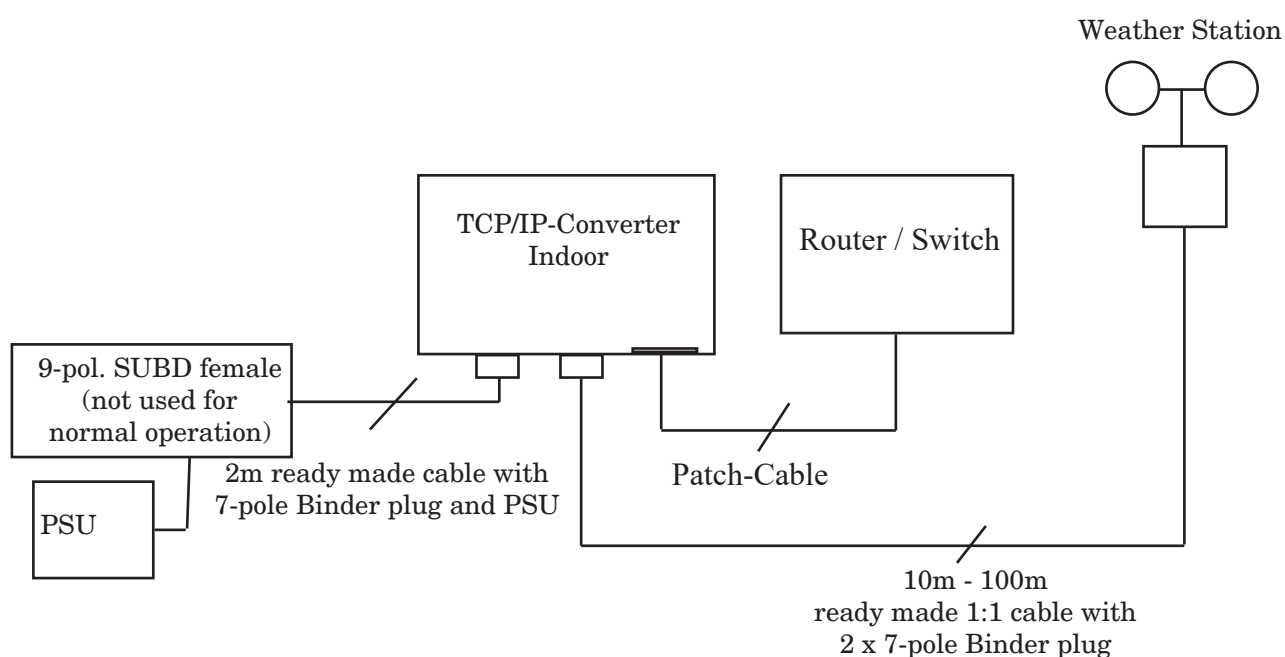 Weather Station
TCP/IP-Converter
Indoor
Router / Switch
9-pol. SUBD female
(not used for
normal operation)
2m ready made cable with
7-pole Binder plug and PSU
Patch-Cable
PSU
10m - 100m
ready made 1:1 cable with
2 x 7-pole Binder plug